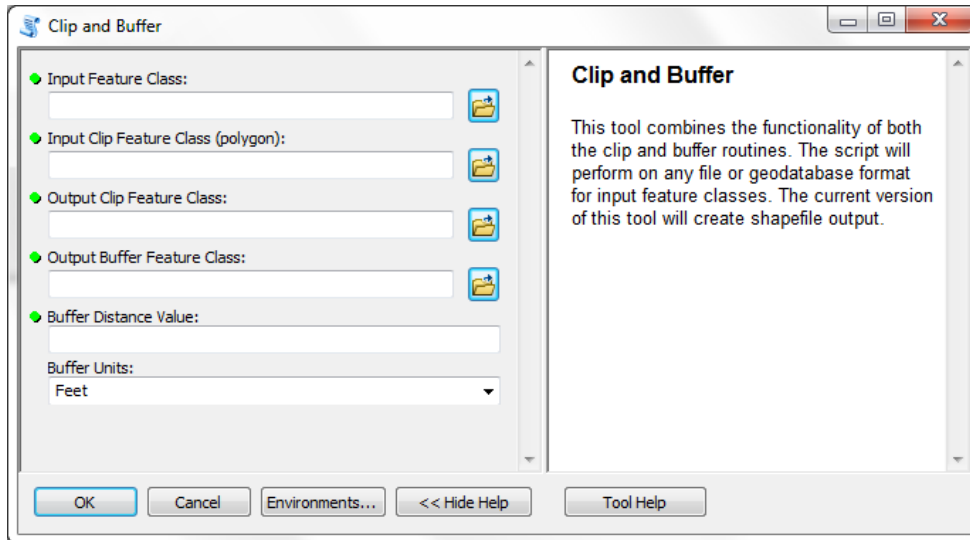 Clip and Buffer
Input Feature Class:
Input Clip Feature Class (polygon):
Output Clip Feature Class:
Output Buffer Feature Class:
Buffer Distance Value:
Buffer Units:
Feet
Clip and Buffer
This tool combines the functionality of both
the clip and buffer routines. The script will
perform on any file or geodatabase format
for input feature classes. The current version
of this tool will create shapefile output.
OK
Cancel
Environments...
<< Hide Help
Tool Help